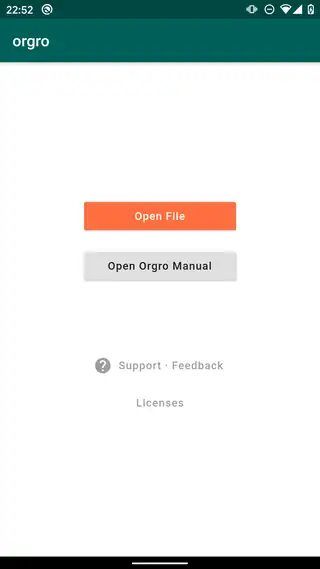 22:52
orgro
Open File
Open Orgro Manual
? Support · Feedback
Licenses